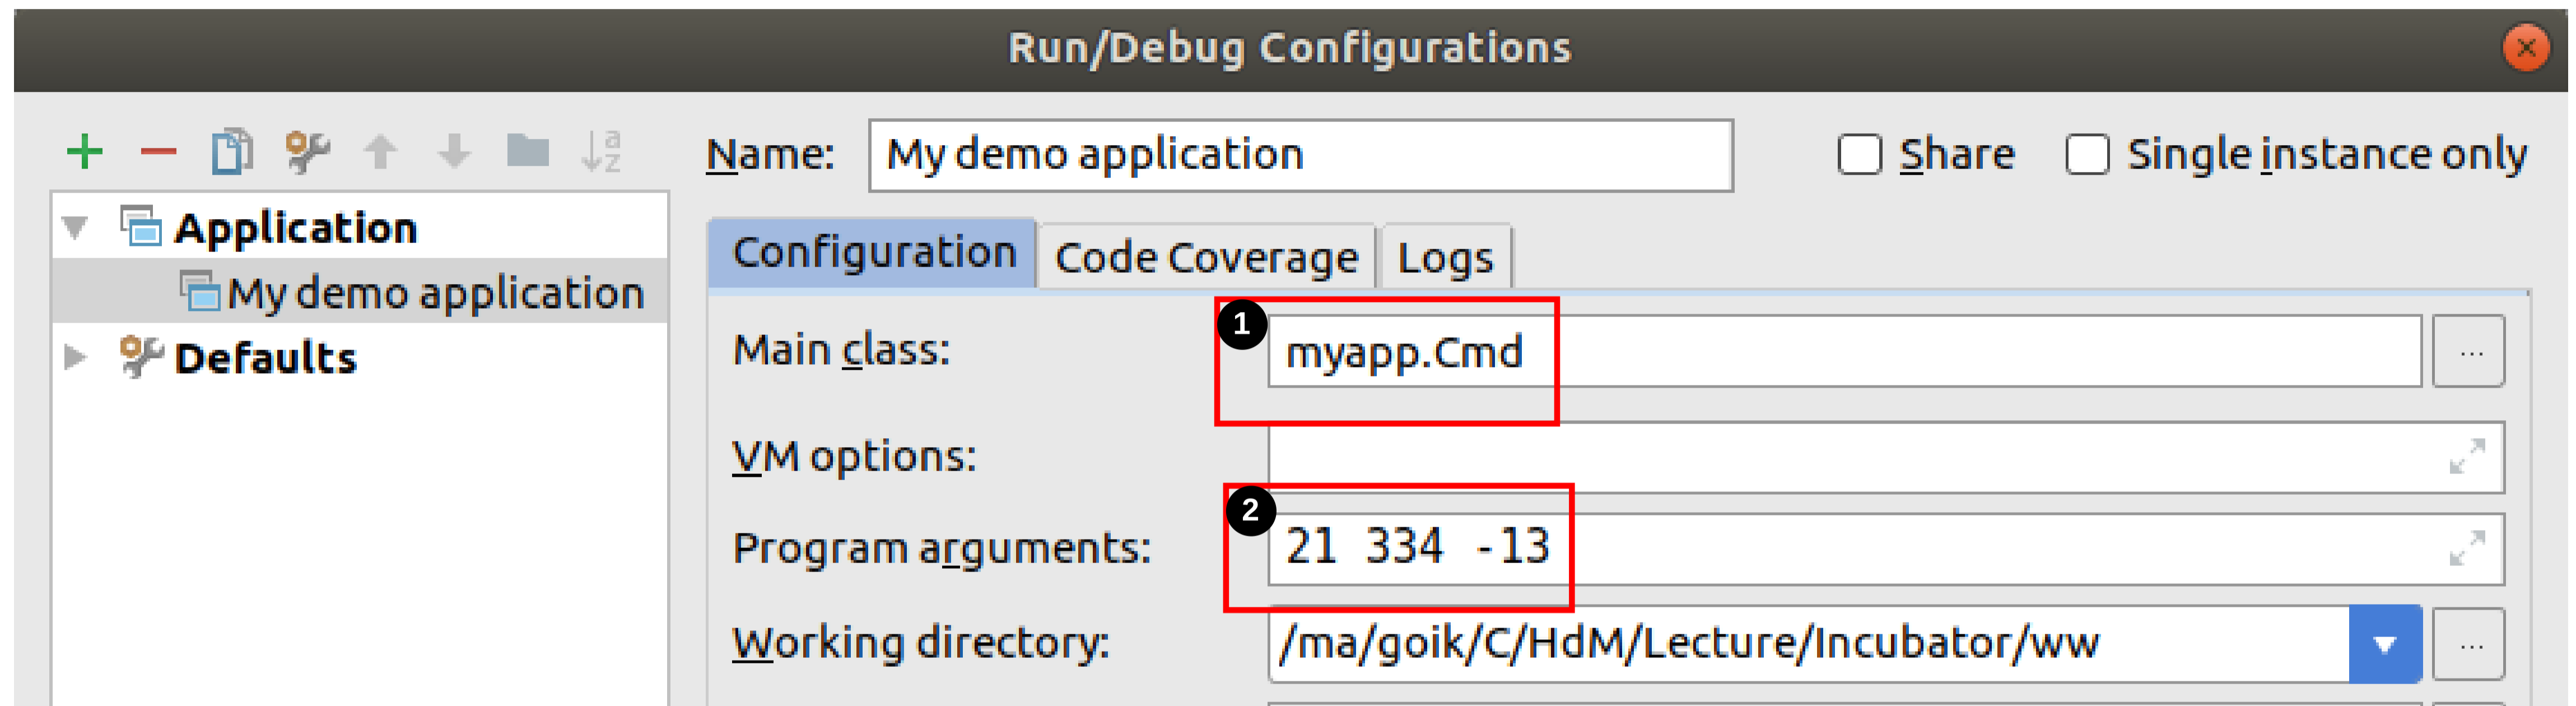 Run/Debug Configurations
Name: My demo application Share Single instance only
Application
My demo application
Defaults
Configuration Code Coverage Logs
1
Main class: myapp.Cmd ...
VM options:
2
Program arguments: 21 334 -13
Working directory: /ma/goik/C/HdM/Lecture/Incubator/ww ...